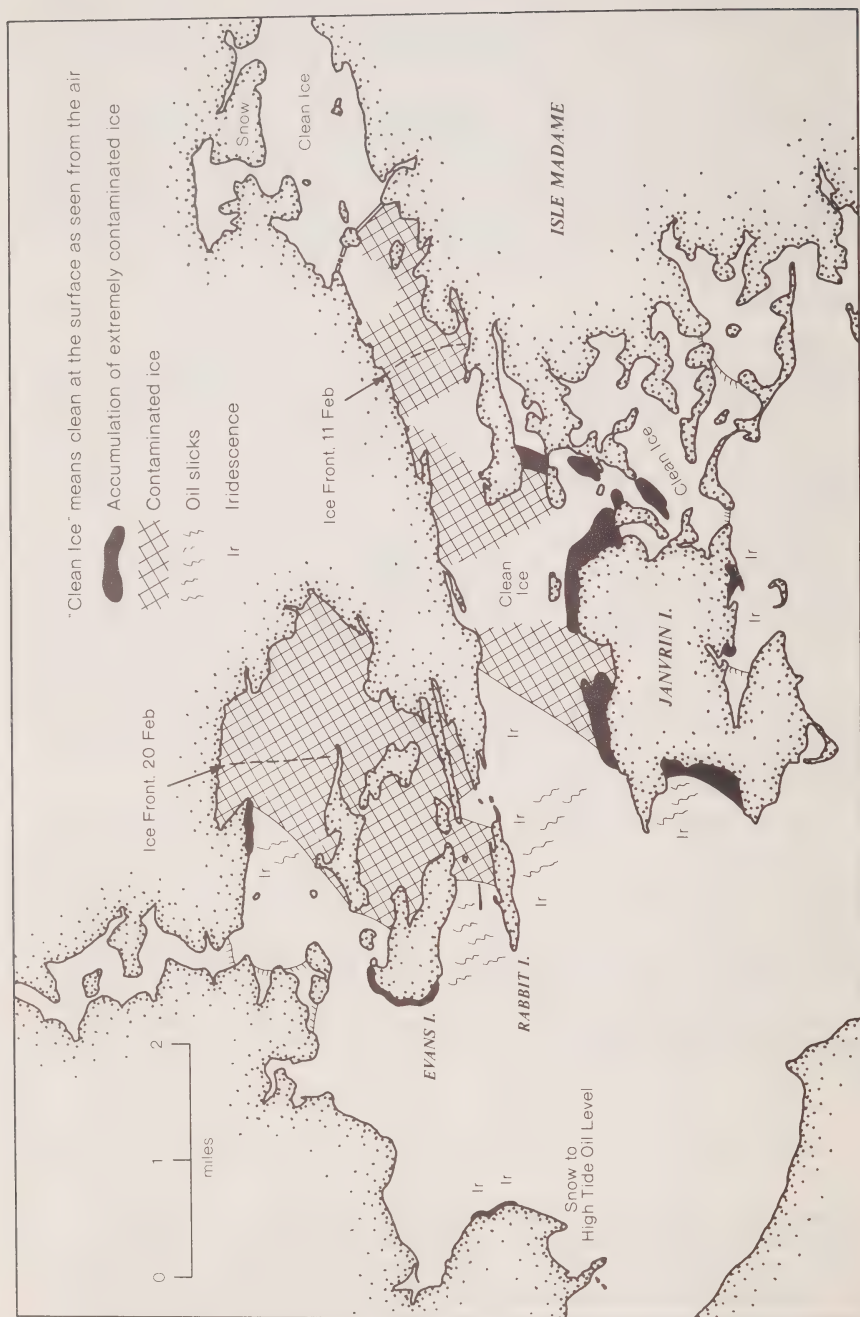 "Clean Ice" means clean at the surface as seen from the air
Accumulation of extremely contaminated ice
Contaminated ice
Oil slicks
Ir Iridescence
Snow
Clean Ice
Ice Front, 11 Feb
Ice Front, 20 Feb
ISLE MADAME
Clean Ice
Clean
Ice
JANVRIN I.
Ir
Ir
Ir
Ir
Ir
Ir
Ir
EVANS I.
RABBIT I.
0 1 2
miles
Ir
Ir
Snow to
High Tide Oil Level